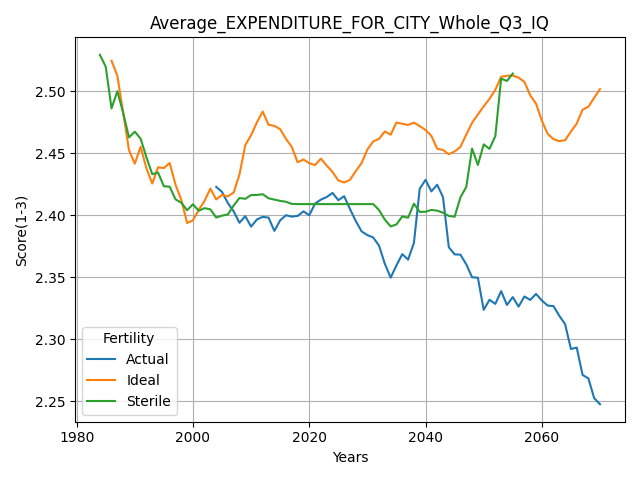 Average_EXPENDITURE_FOR_CITY_Whole_Q3_IQ
Score(1-3)
2.50
2.45
2.40
2.35
2.30
2.25
Fertility
Actual
Ideal
Sterile
1980
2000
2020
2040
2060
Years